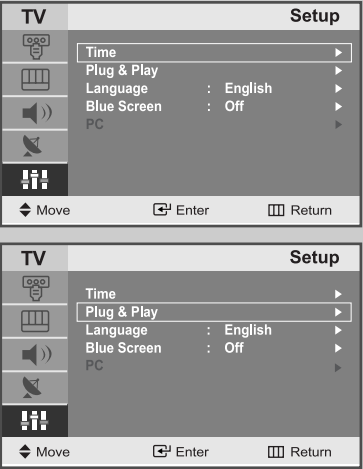 TV Setup
Time
Plug & Play
Language : English
Blue Screen : Off
PC
Move Enter Return
TV Setup
Time
Plug & Play
Language : English
Blue Screen : Off
PC
Move Enter Return